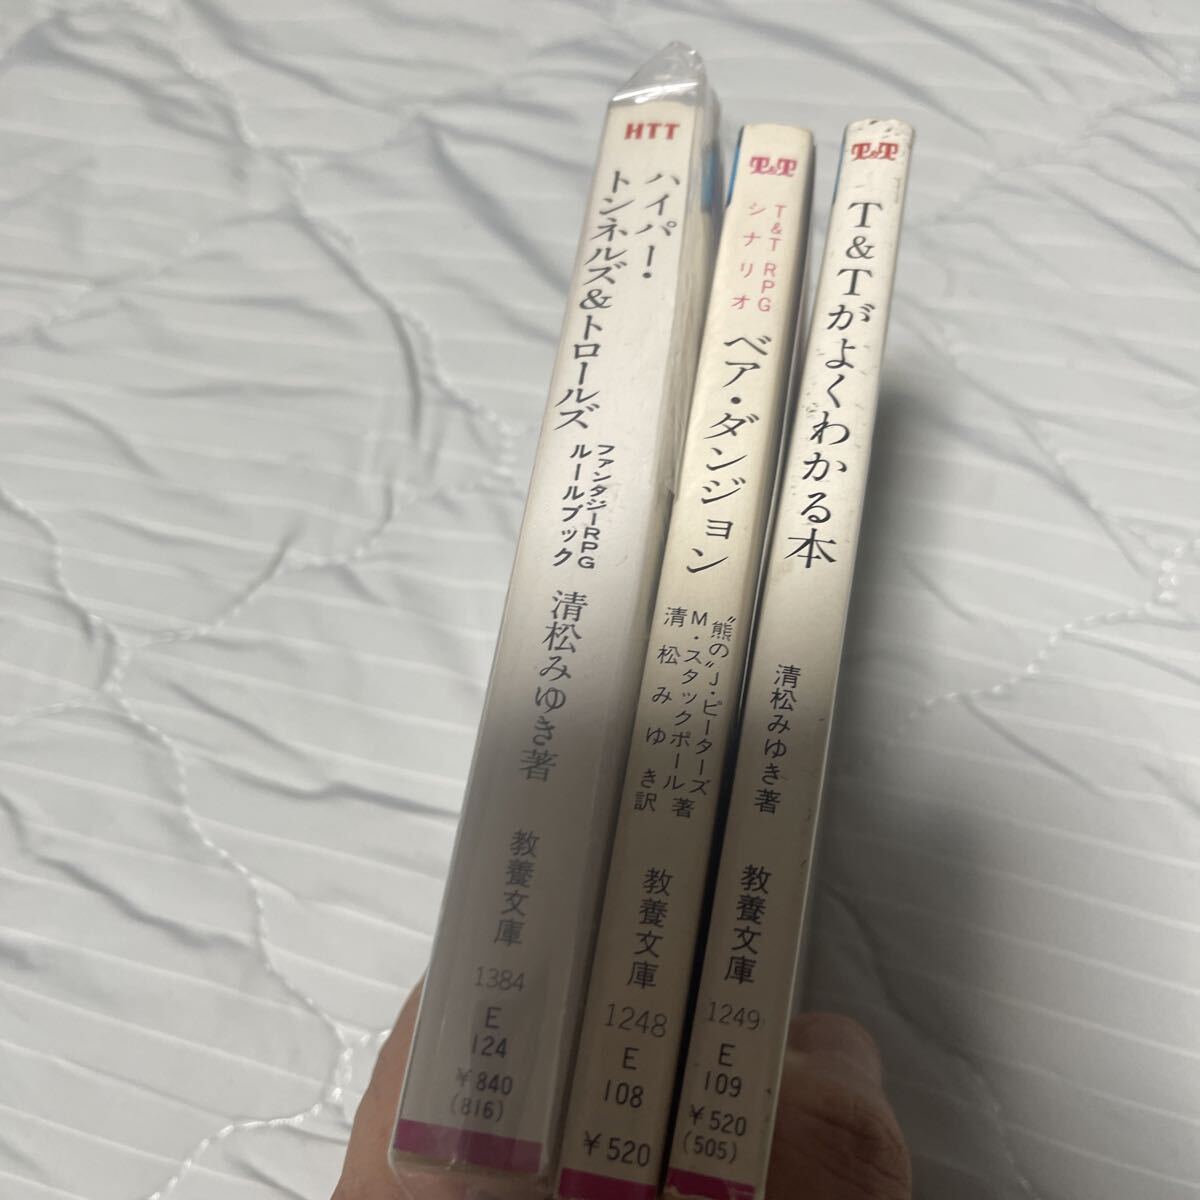 HTT
ハイパー・
トンネルズ&トロールズ
ファンタジーRPG
ルールブック
清松みゆき著
教養文庫
1384
E
124
¥840
(816)
T&T
T&T RPG
シナリオ
ベア・ダンジョン
"熊の"J・ピーターズ
M・スタックポール著
清松みゆき訳
教養文庫
1248
E
108
¥520
T&T
T&Tがよくわかる本
清松みゆき著
教養文庫
1249
E
109
¥520
(505)